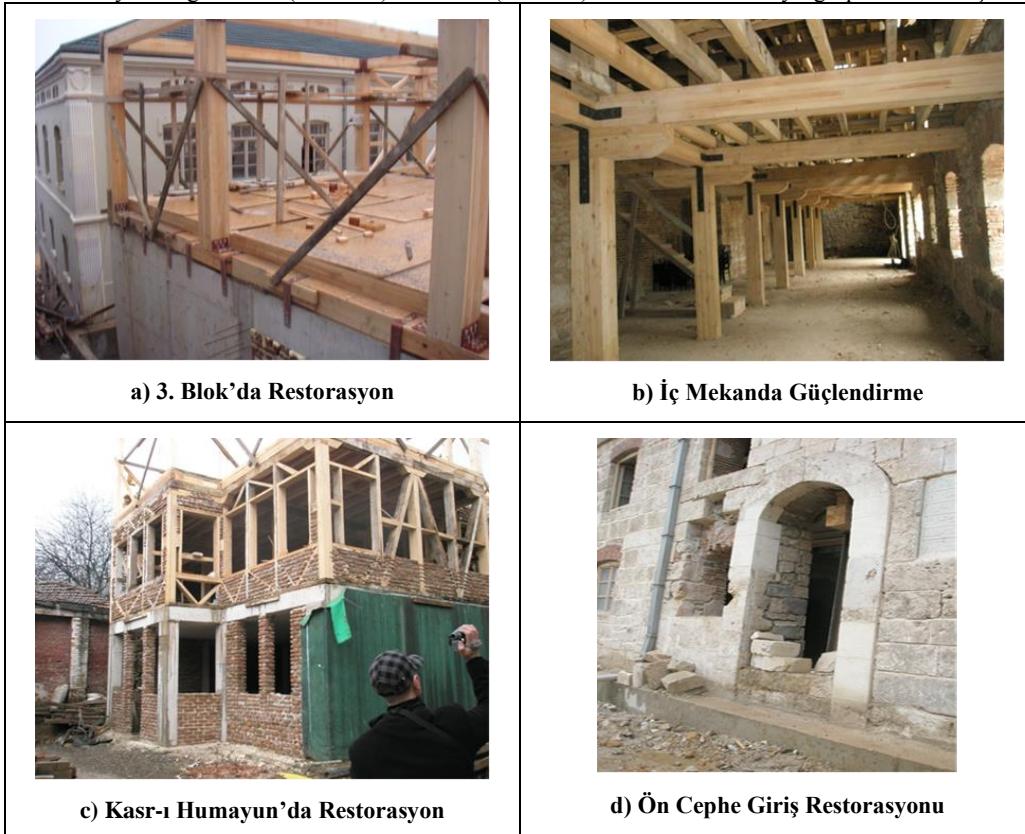 a) 3. Blok’da Restorasyon
b) İç Mekanda Güçlendirme
c) Kasr-ı Humayun’da Restorasyon
d) Ön Cephe Giriş Restorasyonu